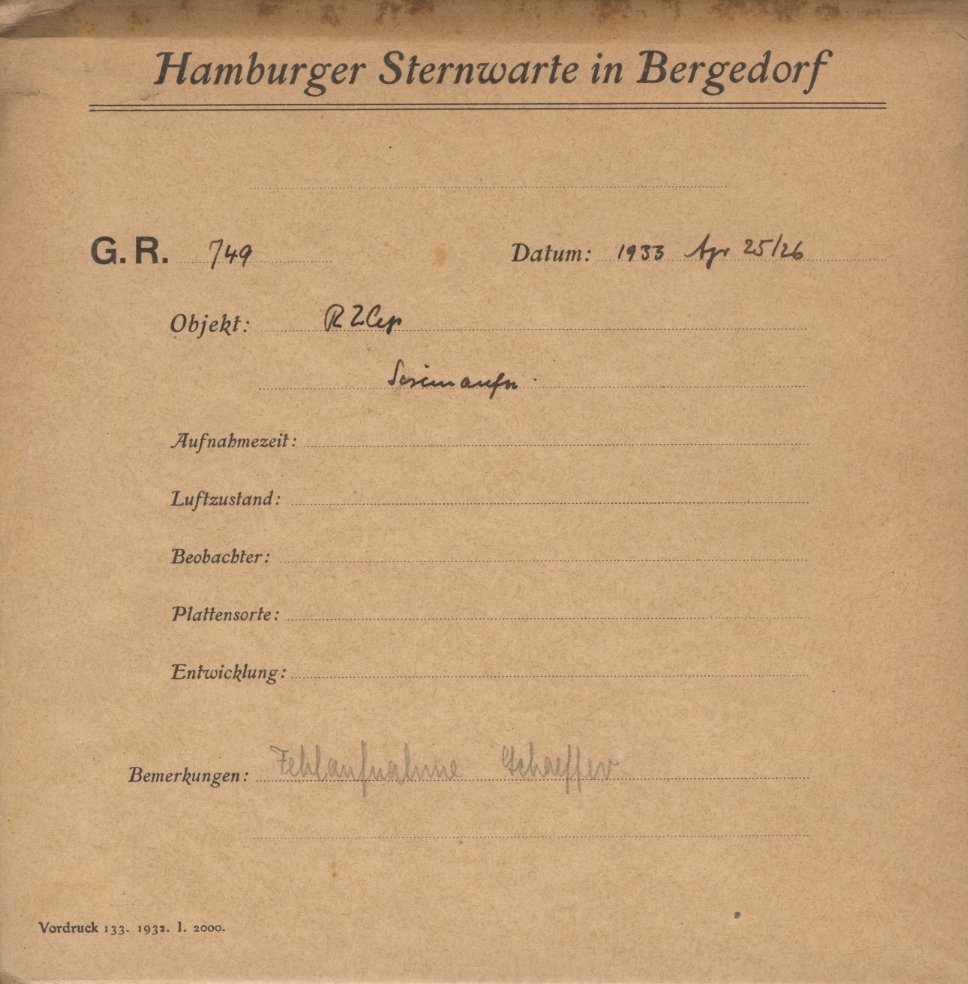 Hamburger Sternwarte in Bergedorf
G. R. 749 Datum: 1933 Apr 25/26
Objekt: RZCep
Serienaufn.
Aufnahmezeit:
Luftzustand:
Beobachter:
Plattensorte:
Entwicklung:
Bemerkungen: Fehlaufnahme Schaeffer
Vordruck 133. 1932. I. 2000.